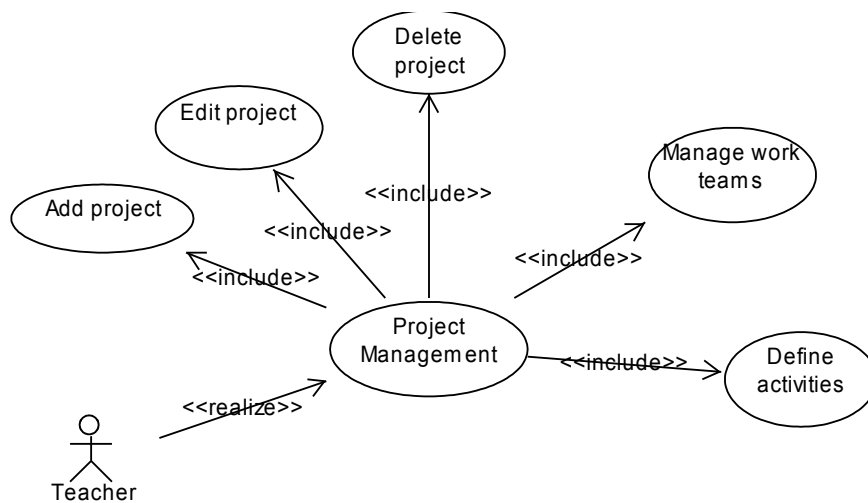 Delete
project
Edit project
Manage work
teams
<<include>>
Add project
<<include>>
<<include>>
<<include>>
Project
Management
<<include>>
Define
activities
<<realize>>
Teacher